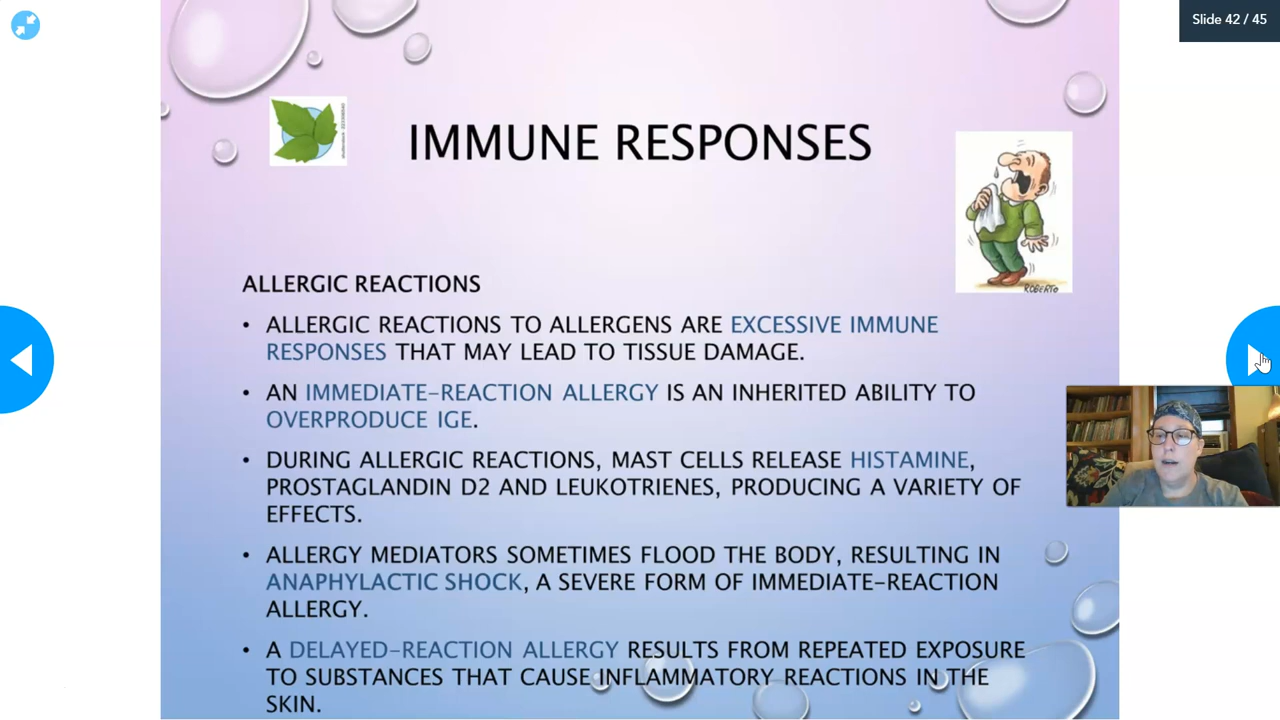 Slide 42 / 45
IMMUNE RESPONSES
ROBERTO
ALLERGIC REACTIONS
• ALLERGIC REACTIONS TO ALLERGENS ARE EXCESSIVE IMMUNE
RESPONSES THAT MAY LEAD TO TISSUE DAMAGE.
• AN IMMEDIATE-REACTION ALLERGY IS AN INHERITED ABILITY TO
OVERPRODUCE IGE.
• DURING ALLERGIC REACTIONS, MAST CELLS RELEASE HISTAMINE,
PROSTAGLANDIN D2 AND LEUKOTRIENES, PRODUCING A VARIETY OF
EFFECTS.
• ALLERGY MEDIATORS SOMETIMES FLOOD THE BODY, RESULTING IN
ANAPHYLACTIC SHOCK, A SEVERE FORM OF IMMEDIATE-REACTION
ALLERGY.
• A DELAYED-REACTION ALLERGY RESULTS FROM REPEATED EXPOSURE
TO SUBSTANCES THAT CAUSE INFLAMMATORY REACTIONS IN THE
SKIN.